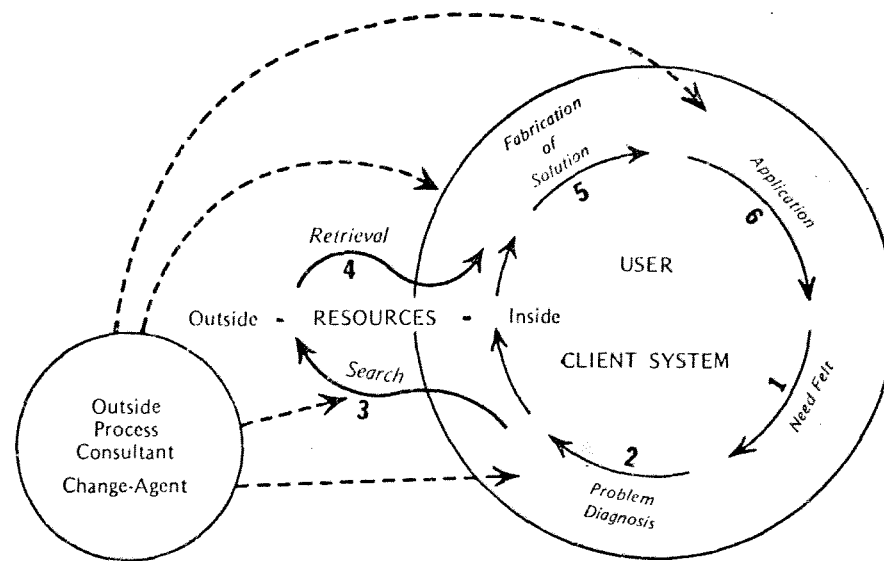 Fabrication
of
Solution
5
Application
6
Retrieval
4
USER
Outside - RESOURCES - Inside
CLIENT SYSTEM
Search
3
1
Need Felt
2
Problem
Diagnosis
Outside
Process
Consultant
Change-Agent